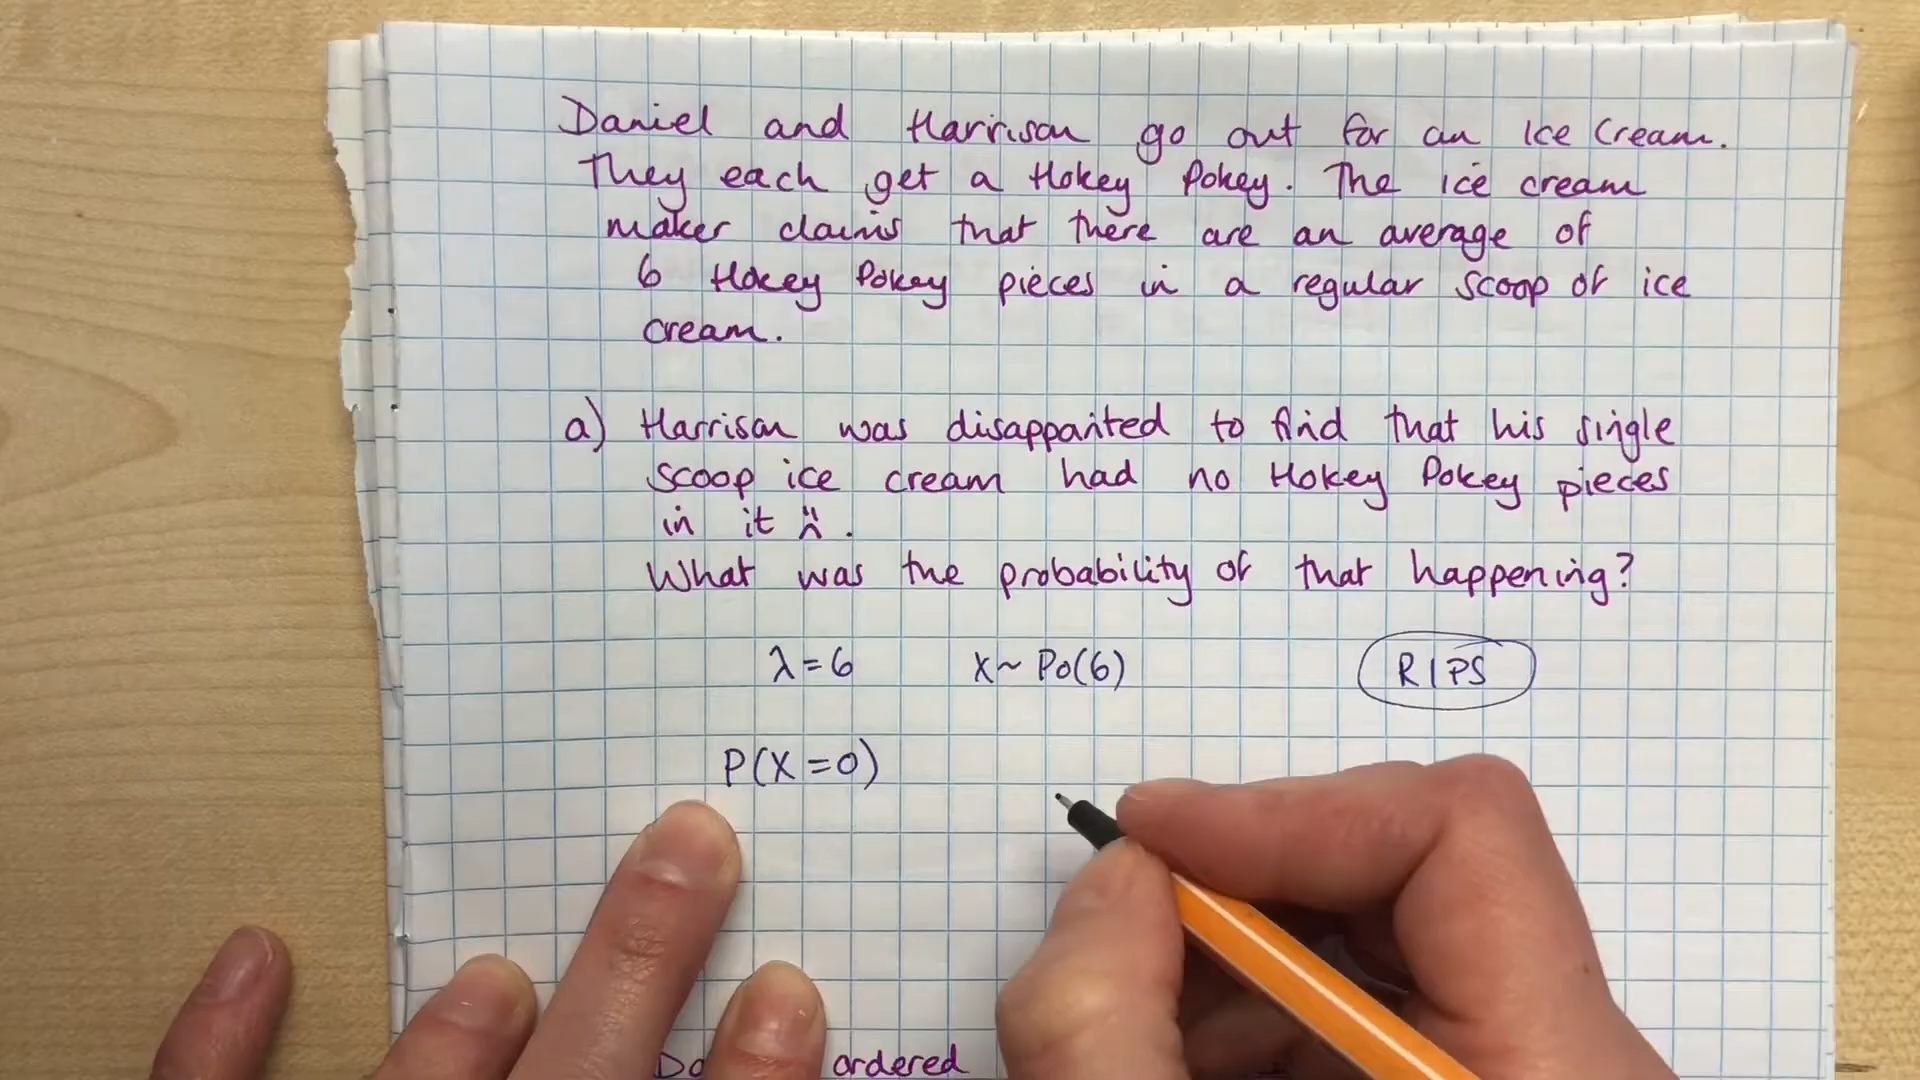 Daniel and Harrison go out for an Ice Cream.
They each get a Hokey Pokey. The ice cream
maker claims that there are an average of
6 Hokey Pokey pieces in a regular scoop of ice
cream.
a) Harrison was disappointed to find that his single
scoop ice cream had no Hokey Pokey pieces
in it ¨^.
What was the probability of that happening?
λ=6 X~ Po(6) RIPS
P(X=0)
ordered